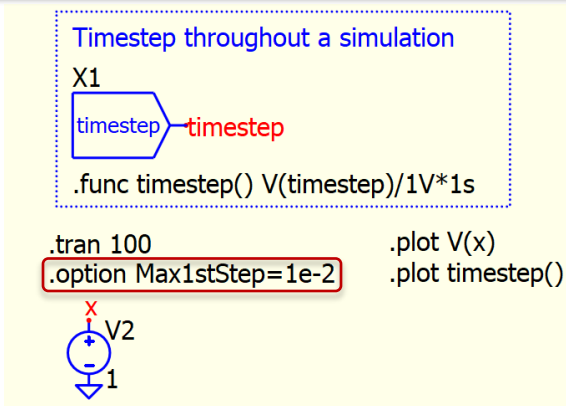 Timestep throughout a simulation
X1
timestep
timestep
.func timestep() V(timestep)/1V*1s
.tran 100
.option Max1stStep=1e-2
.plot V(x)
.plot timestep()
x
V2
1